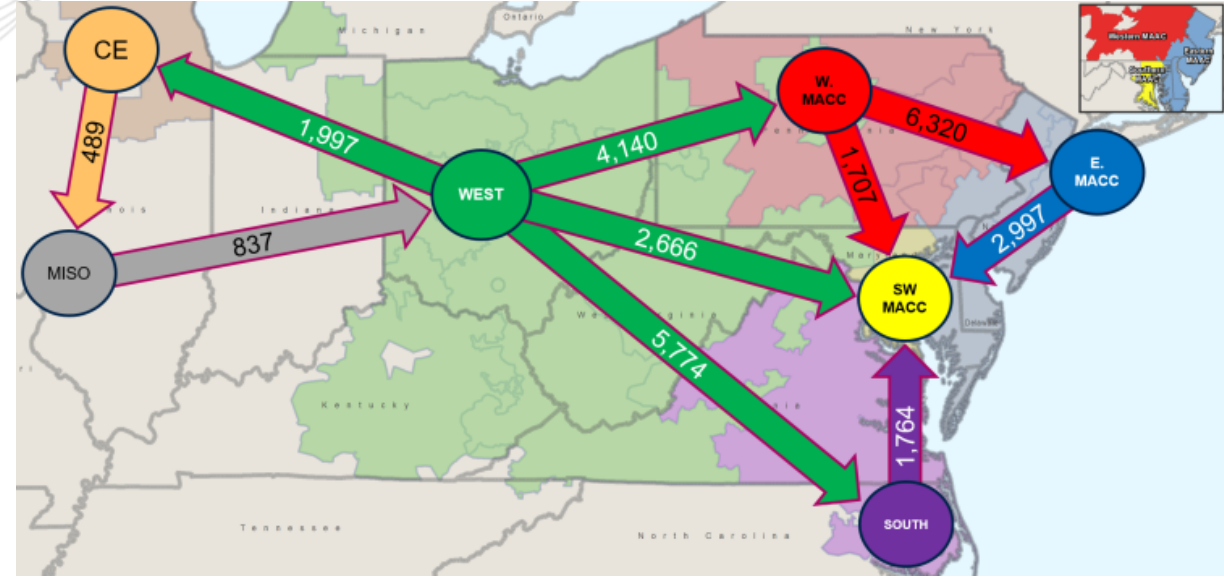 Ontario
Michigan
New York
Western MAAC
Eastern
MAAC
CE
W.
MACC
6,320
1,997
4,140
489
1,707
E.
MACC
WEST
Indiana
2,997
837
2,666
MISO
SW
MACC
Delaware
5,774
Kentucky
1,764
SOUTH
Tennessee
North Carolina